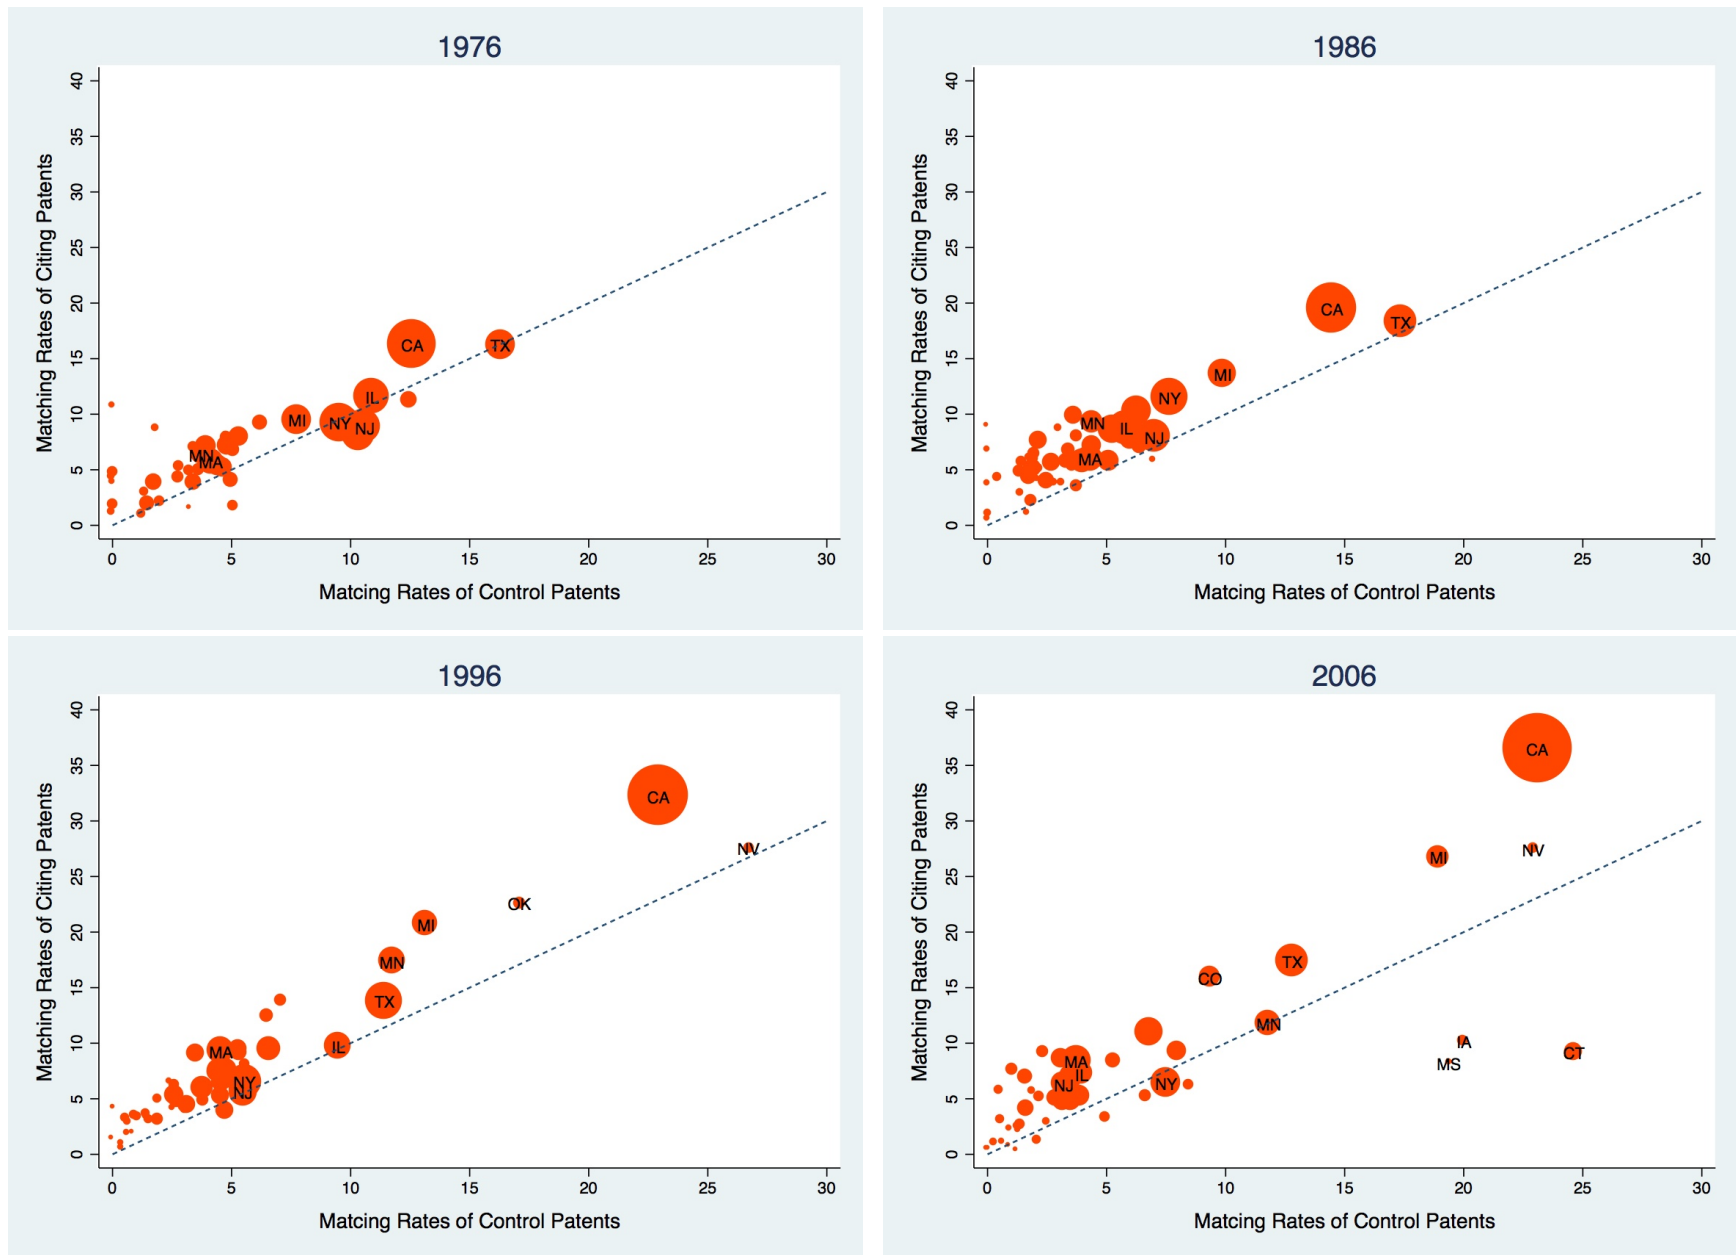 1976
40
35
30
25
20
15
10
5
0
Matching Rates of Citing Patents
CA
TX
IL
MI
NY
NJ
MN
MA
0 5 10 15 20 25 30
Matcing Rates of Control Patents
1986
40
35
30
25
20
15
10
5
0
Matching Rates of Citing Patents
CA
TX
MI
NY
MN
IL
NJ
MA
0 5 10 15 20 25 30
Matcing Rates of Control Patents
1996
40
35
30
25
20
15
10
5
0
Matching Rates of Citing Patents
CA
NV
OK
MI
MN
TX
IL
MA
NY
NJ
0 5 10 15 20 25 30
Matcing Rates of Control Patents
2006
40
35
30
25
20
15
10
5
0
Matching Rates of Citing Patents
CA
MI
NV
TX
CO
MN
IA
CT
MS
MA
IL
NJ
NY
0 5 10 15 20 25 30
Matcing Rates of Control Patents